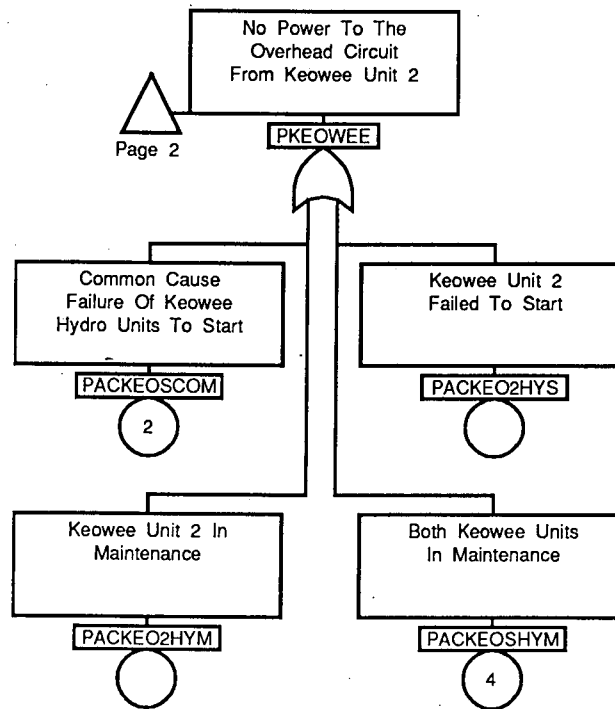 No Power To The
Overhead Circuit
From Keowee Unit 2
Page 2
PKEOWEE
Common Cause
Failure Of Keowee
Hydro Units To Start
PACKEOSCOM
2
Keowee Unit 2
Failed To Start
PACKEO2HYS
Keowee Unit 2 In
Maintenance
PACKEO2HYM
Both Keowee Units
In Maintenance
PACKEOSHYM
4